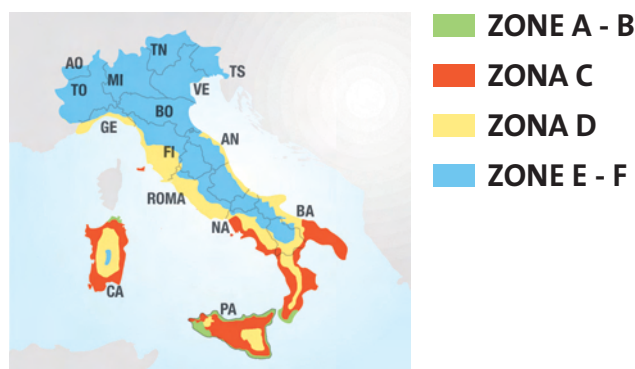 TN
AO
MI
TS
TO
VE
BO
GE
AN
FI
ROMA
BA
NA
CA
PA
ZONE A - B
ZONA C
ZONA D
ZONE E - F